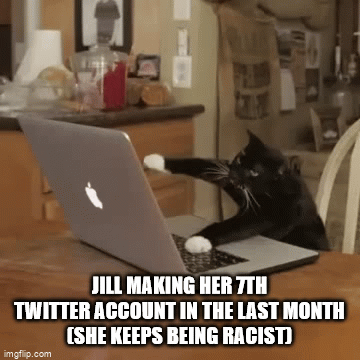 JILL MAKING HER 7TH
TWITTER ACCOUNT IN THE LAST MONTH
(SHE KEEPS BEING RACIST)
imgflip.com